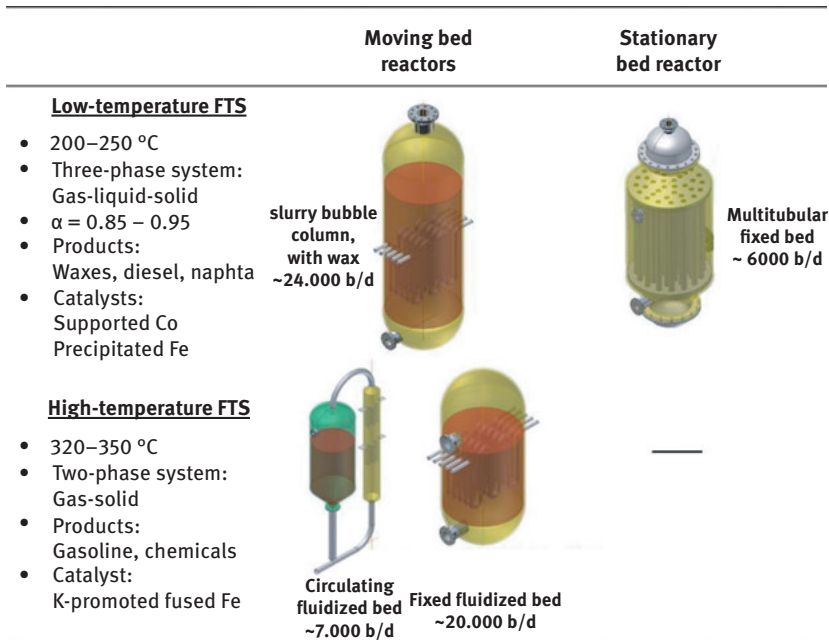 Moving bed
reactors
Stationary
bed reactor
Low-temperature FTS
• 200–250 °C
• Three-phase system:
Gas-liquid-solid
• α = 0.85 – 0.95
• Products:
Waxes, diesel, naphta
• Catalysts:
Supported Co
Precipitated Fe
slurry bubble
column,
with wax
~24.000 b/d
Multitubular
fixed bed
~ 6000 b/d
High-temperature FTS
• 320–350 °C
• Two-phase system:
Gas-solid
• Products:
Gasoline, chemicals
• Catalyst:
K-promoted fused Fe
Circulating
fluidized bed
~7.000 b/d
Fixed fluidized bed
~20.000 b/d